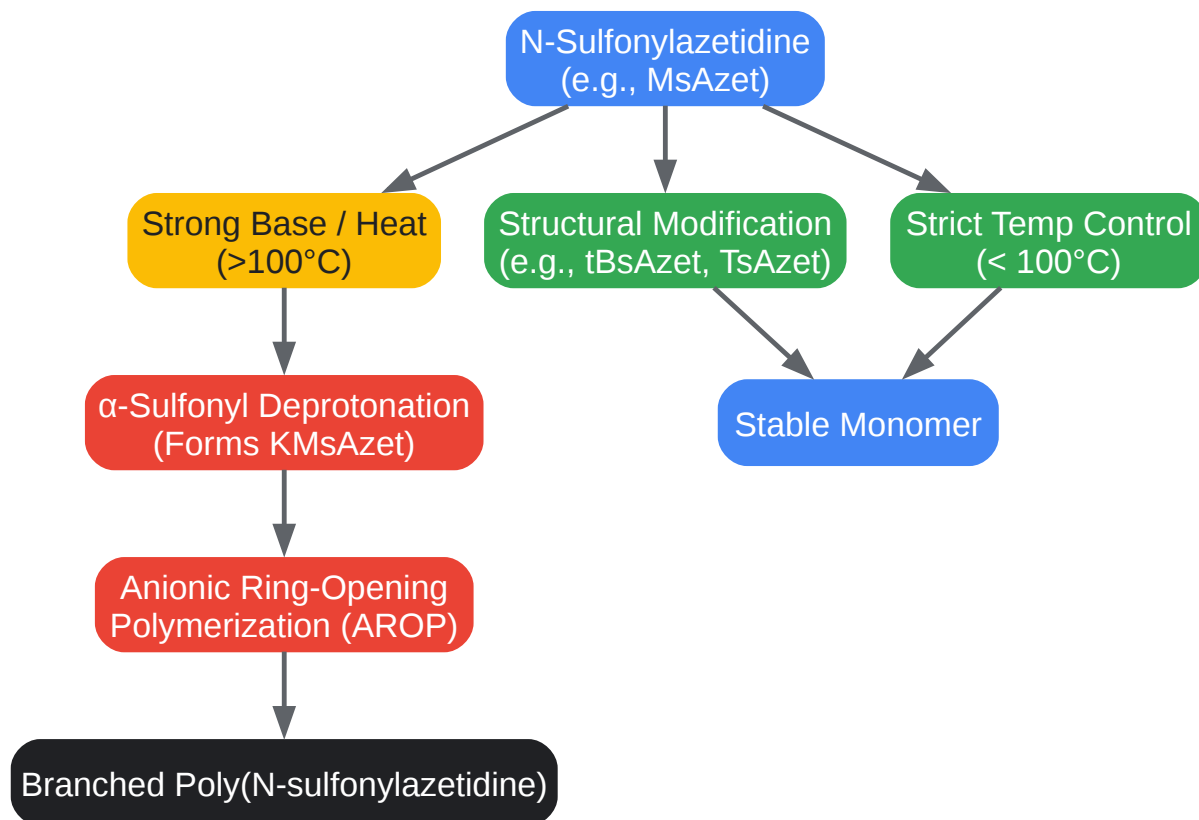 N-Sulfonylazetidine
(e.g., MsAzet)
Strong Base / Heat
(>100°C)
Structural Modification
(e.g., tBsAzet, TsAzet)
Strict Temp Control
(< 100°C)
α-Sulfonyl Deprotonation
(Forms KMsAzet)
Stable Monomer
Anionic Ring-Opening
Polymerization (AROP)
Branched Poly(N-sulfonylazetidine)